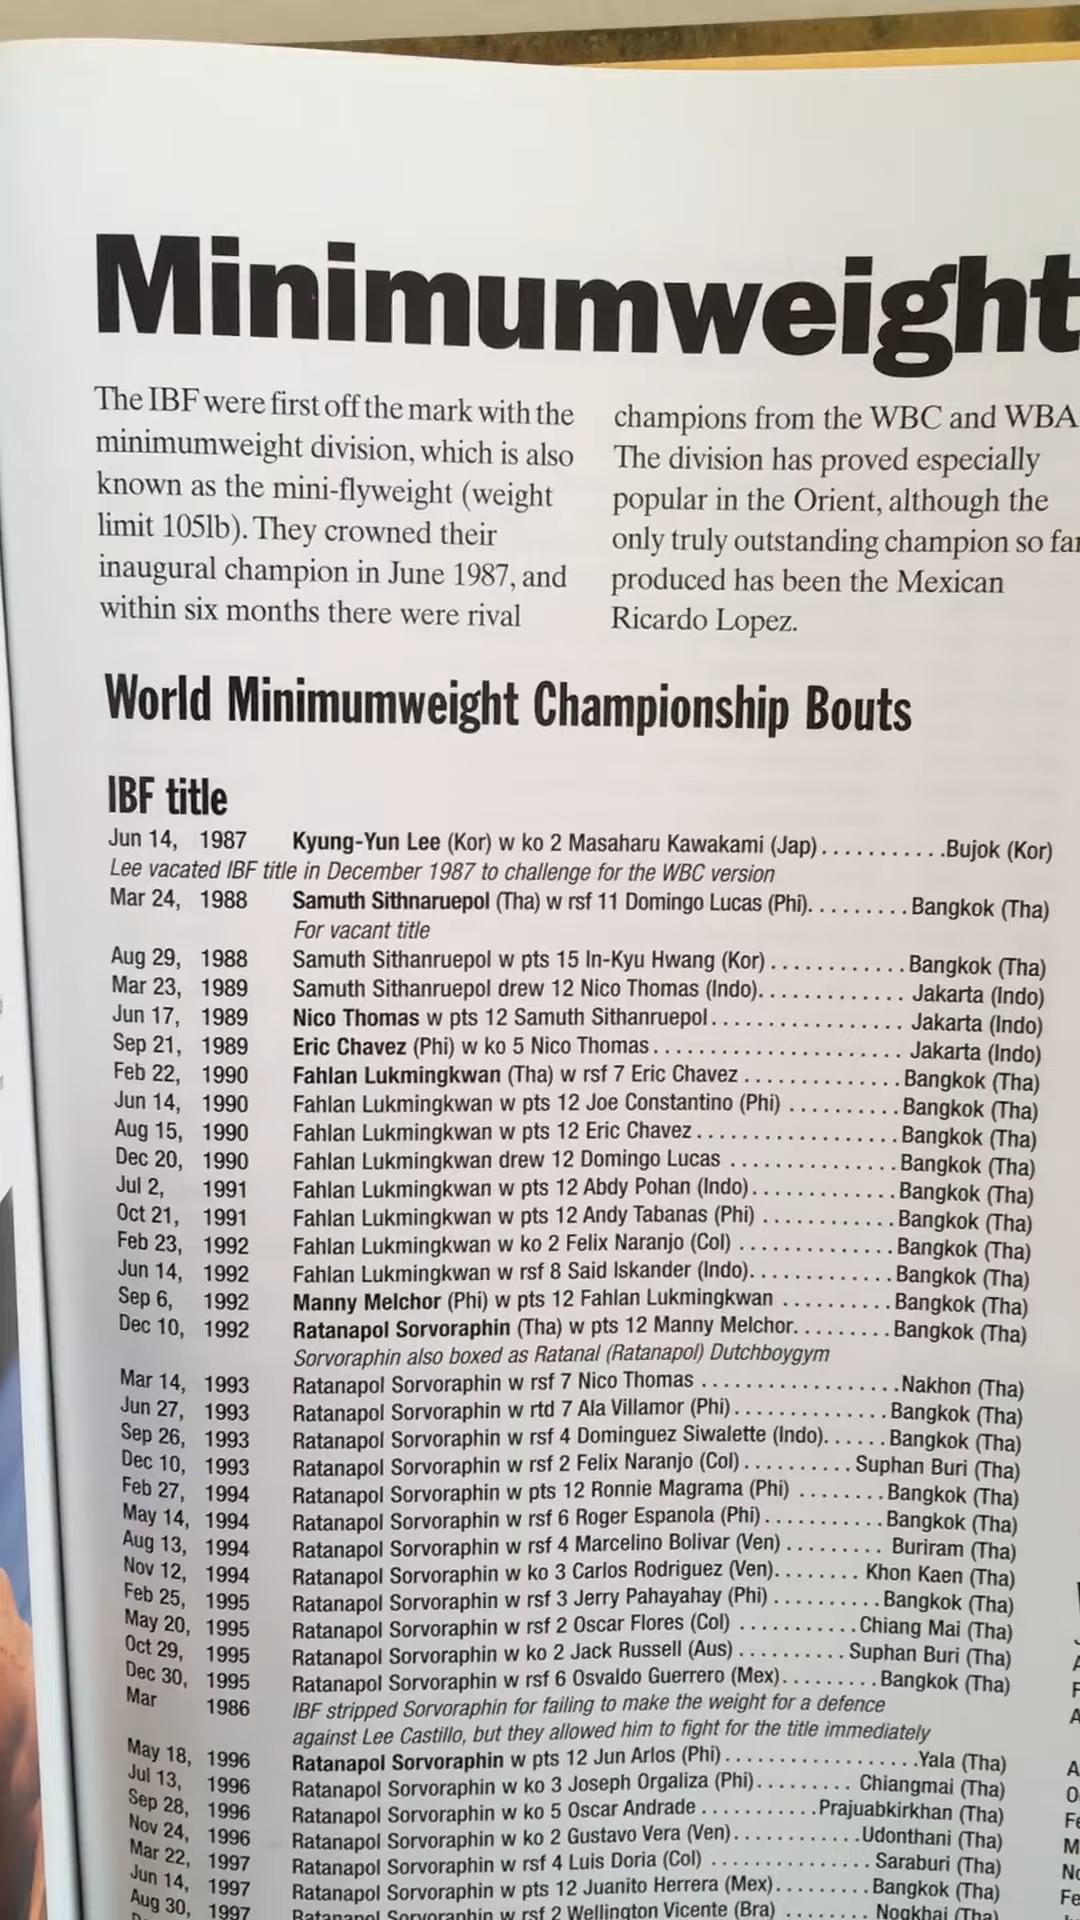 Minimumweight
The IBF were first off the mark with the
minimumweight division, which is also
known as the mini-flyweight (weight
limit 105lb). They crowned their
inaugural champion in June 1987, and
within six months there were rival
champions from the WBC and WBA
The division has proved especially
popular in the Orient, although the
only truly outstanding champion so far
produced has been the Mexican
Ricardo Lopez.
World Minimumweight Championship Bouts
IBF title
Jun 14, 1987 Kyung-Yun Lee (Kor) w ko 2 Masaharu Kawakami (Jap)...........Bujok (Kor)
Lee vacated IBF title in December 1987 to challenge for the WBC version
Mar 24, 1988 Samuth Sithnaruepol (Tha) w rsf 11 Domingo Lucas (Phi).........Bangkok (Tha)
For vacant title
Aug 29, 1988 Samuth Sithanruepol w pts 15 In-Kyu Hwang (Kor)............Bangkok (Tha)
Mar 23, 1989 Samuth Sithanruepol drew 12 Nico Thomas (Indo).............Jakarta (Indo)
Jun 17, 1989 Nico Thomas w pts 12 Samuth Sithanruepol.................Jakarta (Indo)
Sep 21, 1989 Eric Chavez (Phi) w ko 5 Nico Thomas......................Jakarta (Indo)
Feb 22, 1990 Fahlan Lukmingkwan (Tha) w rsf 7 Eric Chavez..............Bangkok (Tha)
Jun 14, 1990 Fahlan Lukmingkwan w pts 12 Joe Constantino (Phi)..........Bangkok (Tha)
Aug 15, 1990 Fahlan Lukmingkwan w pts 12 Eric Chavez..................Bangkok (Tha)
Dec 20, 1990 Fahlan Lukmingkwan drew 12 Domingo Lucas...............Bangkok (Tha)
Jul 2, 1991 Fahlan Lukmingkwan w pts 12 Abdy Pohan (Indo).............Bangkok (Tha)
Oct 21, 1991 Fahlan Lukmingkwan w pts 12 Andy Tabanas (Phi)............Bangkok (Tha)
Feb 23, 1992 Fahlan Lukmingkwan w ko 2 Felix Naranjo (Col)..............Bangkok (Tha)
Jun 14, 1992 Fahlan Lukmingkwan w rsf 8 Said Iskander (Indo).............Bangkok (Tha)
Sep 6, 1992 Manny Melchor (Phi) w pts 12 Fahlan Lukmingkwan..........Bangkok (Tha)
Dec 10, 1992 Ratanapol Sorvoraphin (Tha) w pts 12 Manny Melchor.........Bangkok (Tha)
Sorvoraphin also boxed as Ratanal (Ratanapol) Dutchboygym
Mar 14, 1993 Ratanapol Sorvoraphin w rsf 7 Nico Thomas..................Nakhon (Tha)
Jun 27, 1993 Ratanapol Sorvoraphin w rtd 7 Ala Villamor (Phi)..............Bangkok (Tha)
Sep 26, 1993 Ratanapol Sorvoraphin w rsf 4 Dominguez Siwalette (Indo)......Bangkok (Tha)
Dec 10, 1993 Ratanapol Sorvoraphin w rsf 2 Felix Naranjo (Col)..........Suphan Buri (Tha)
Feb 27, 1994 Ratanapol Sorvoraphin w pts 12 Ronnie Magrama (Phi)........Bangkok (Tha)
May 14, 1994 Ratanapol Sorvoraphin w rsf 6 Roger Espanola (Phi)...........Bangkok (Tha)
Aug 13, 1994 Ratanapol Sorvoraphin w rsf 4 Marcelino Bolivar (Ven).........Buriram (Tha)
Nov 12, 1994 Ratanapol Sorvoraphin w ko 3 Carlos Rodriguez (Ven)........Khon Kaen (Tha)
Feb 25, 1995 Ratanapol Sorvoraphin w rsf 3 Jerry Pahayahay (Phi)..........Bangkok (Tha)
May 20, 1995 Ratanapol Sorvoraphin w rsf 2 Oscar Flores (Col)...........Chiang Mai (Tha)
Oct 29, 1995 Ratanapol Sorvoraphin w ko 2 Jack Russell (Aus)..........Suphan Buri (Tha)
Dec 30, 1995 Ratanapol Sorvoraphin w rsf 6 Osvaldo Guerrero (Mex).........Bangkok (Tha)
Mar 1986 IBF stripped Sorvoraphin for failing to make the weight for a defence
against Lee Castillo, but they allowed him to fight for the title immediately
May 18, 1996 Ratanapol Sorvoraphin w pts 12 Jun Arlos (Phi).................Yala (Tha)
Jul 13, 1996 Ratanapol Sorvoraphin w ko 3 Joseph Orgaliza (Phi).........Chiangmai (Tha)
Sep 28, 1996 Ratanapol Sorvoraphin w ko 5 Oscar Andrade..........Prajuabkirkhan (Tha)
Nov 24, 1996 Ratanapol Sorvoraphin w ko 2 Gustavo Vera (Ven)............Udonthani (Tha)
Mar 22, 1997 Ratanapol Sorvoraphin w rsf 4 Luis Doria (Col)..............Saraburi (Tha)
Jun 14, 1997 Ratanapol Sorvoraphin w pts 12 Juanito Herrera (Mex).........Bangkok (Tha)
Aug 30, 1997 Ratanapol Sorvoraphin w rsf 2 Wellington Vicente (Bra)........Nogkhai (Tha)